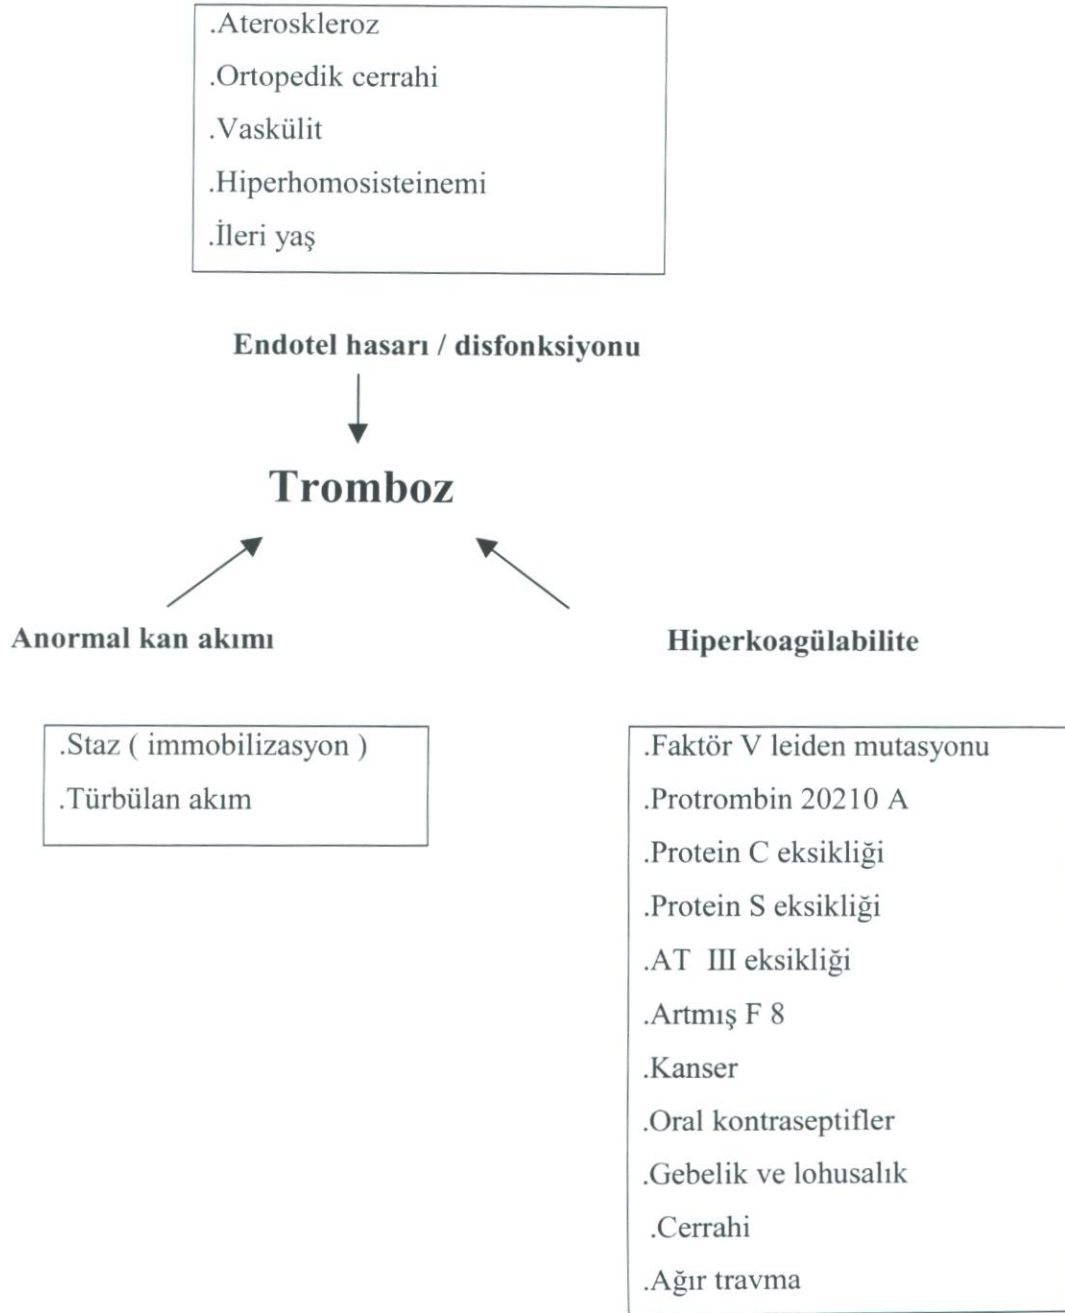 .Ateroskleroz
.Ortopedik cerrahi
.Vaskülit
.Hiperhomosisteinemi
.İleri yaş
Endotel hasarı / disfonksiyonu
Tromboz
Anormal kan akımı
Hiperkoagülabilite
.Staz ( immobilizasyon )
.Türbülan akım
.Faktör V leiden mutasyonu
.Protrombin 20210 A
.Protein C eksikliği
.Protein S eksikliği
.AT III eksikliği
.Artmış F 8
.Kanser
.Oral kontraseptifler
.Gebelik ve lohusalık
.Cerrahi
.Ağır travma